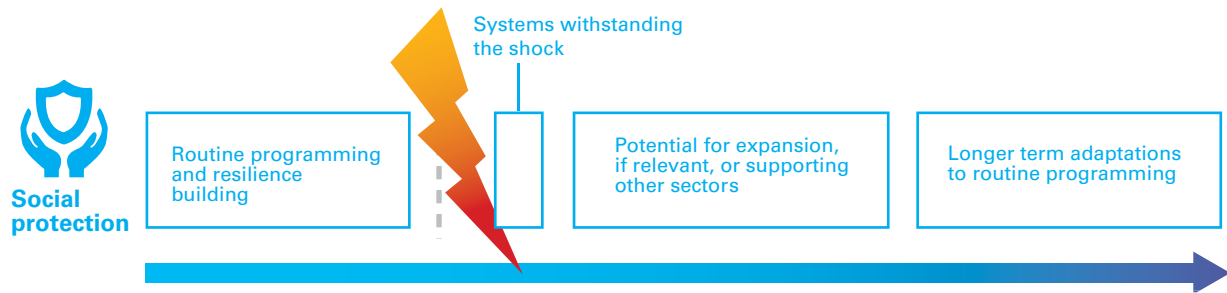 Systems withstanding
the shock
Social
protection
Routine programming
and resilience
building
Potential for expansion,
if relevant, or supporting
other sectors
Longer term adaptations
to routine programming